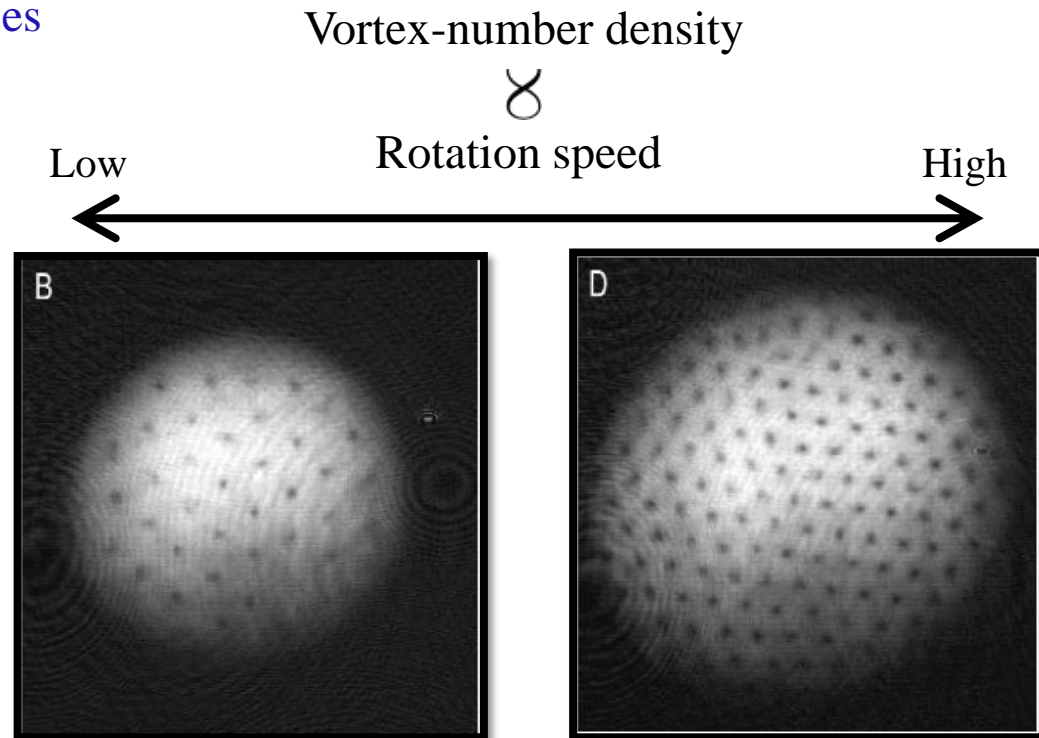 es
Vortex-number density
∝
Rotation speed
Low
High
B
D